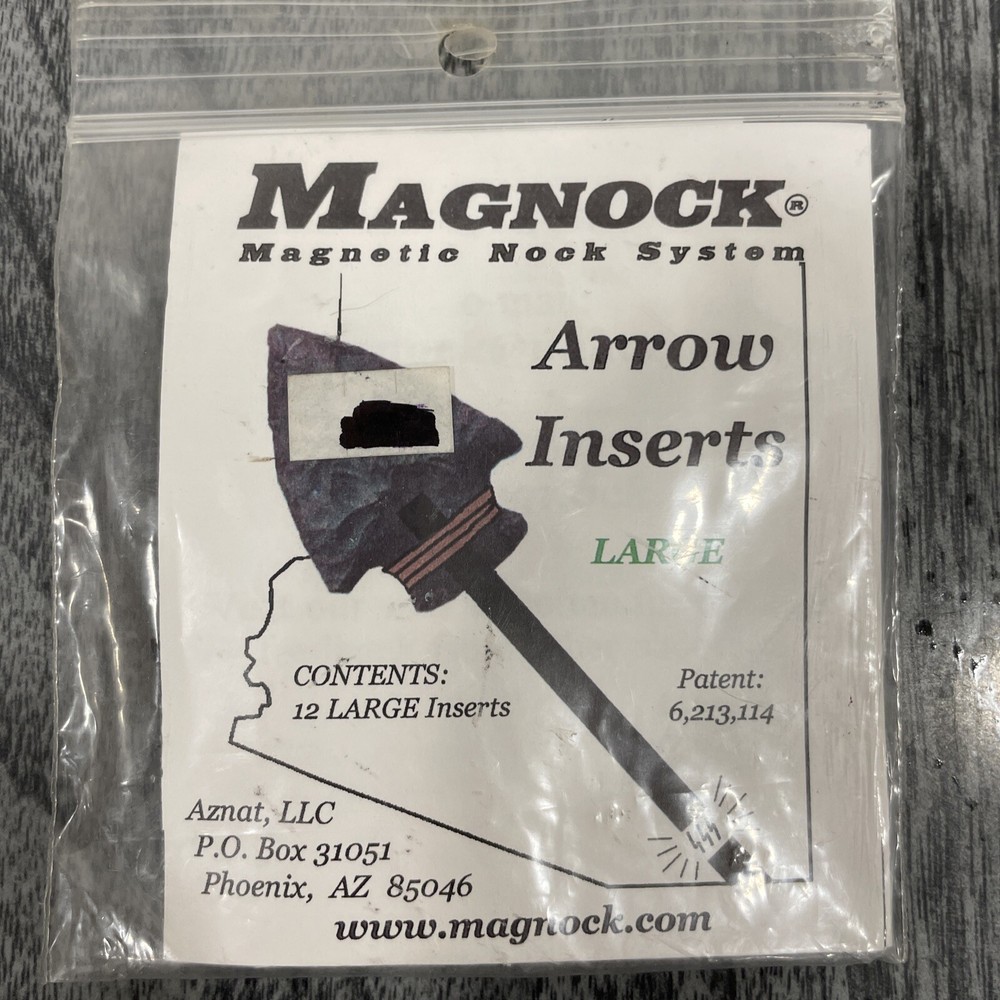 MAGNOCK®
Magnetic Nock System
Arrow
Inserts
LARGE
CONTENTS:
12 LARGE Inserts
Patent:
6,213,114
Aznat, LLC
P.O. Box 31051
Phoenix, AZ 85046
www.magnock.com